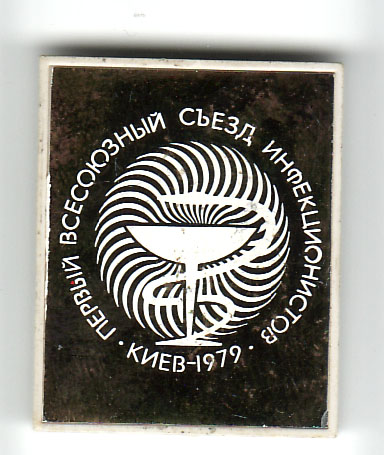 ПЕРВЫЙ ВСЕСОЮЗНЫЙ СЪЕЗД ИНФЕКЦИОНИСТОВ
· КИЕВ-1979 ·